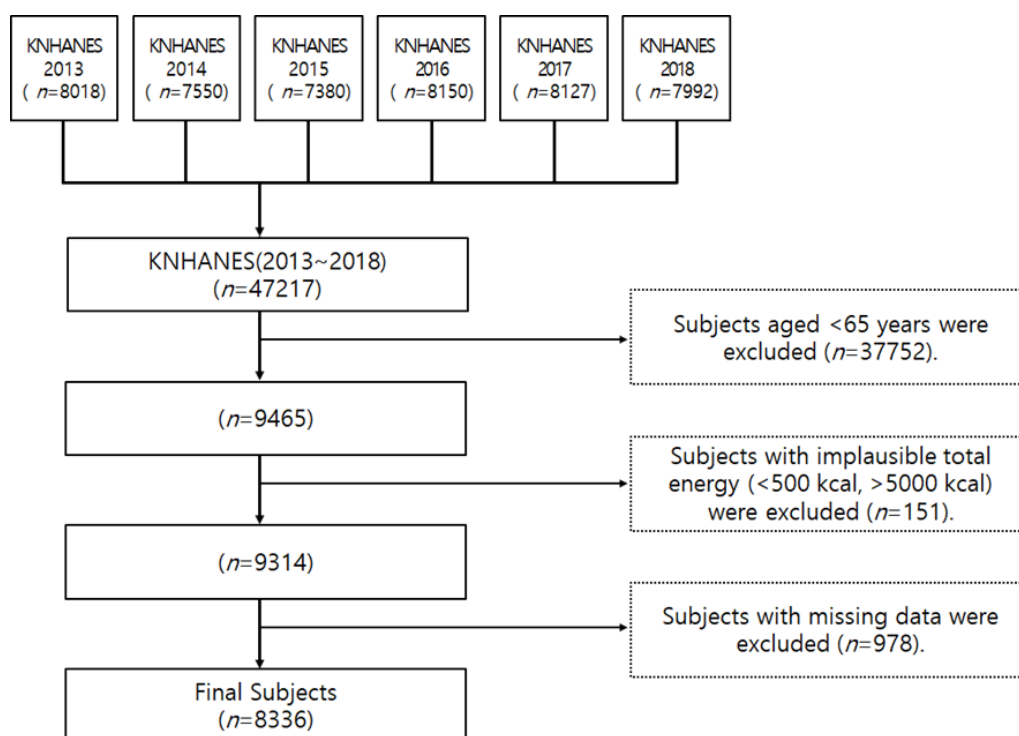 KNHANES
2013
( n=8018)
KNHANES
2014
( n=7550)
KNHANES
2015
( n=7380)
KNHANES
2016
( n=8150)
KNHANES
2017
( n=8127)
KNHANES
2018
( n=7992)
KNHANES(2013~2018)
(n=47217)
Subjects aged <65 years were
excluded (n=37752).
(n=9465)
Subjects with implausible total
energy (<500 kcal, >5000 kcal)
were excluded (n=151).
(n=9314)
Subjects with missing data were
excluded (n=978).
Final Subjects
(n=8336)